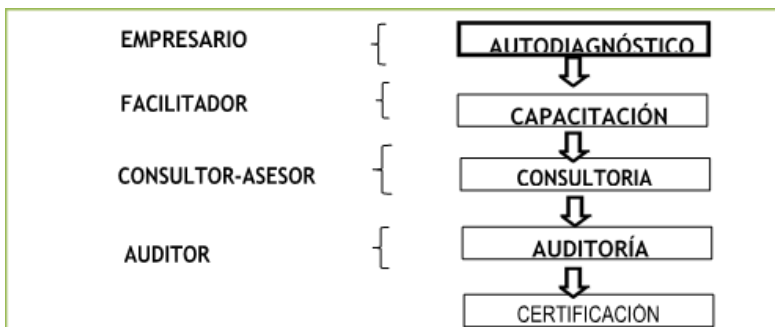 EMPRESARIO AUTODIAGNÓSTICO
FACILITADOR CAPACITACIÓN
CONSULTOR-ASESOR CONSULTORIA
AUDITOR AUDITORÍA
CERTIFICACIÓN